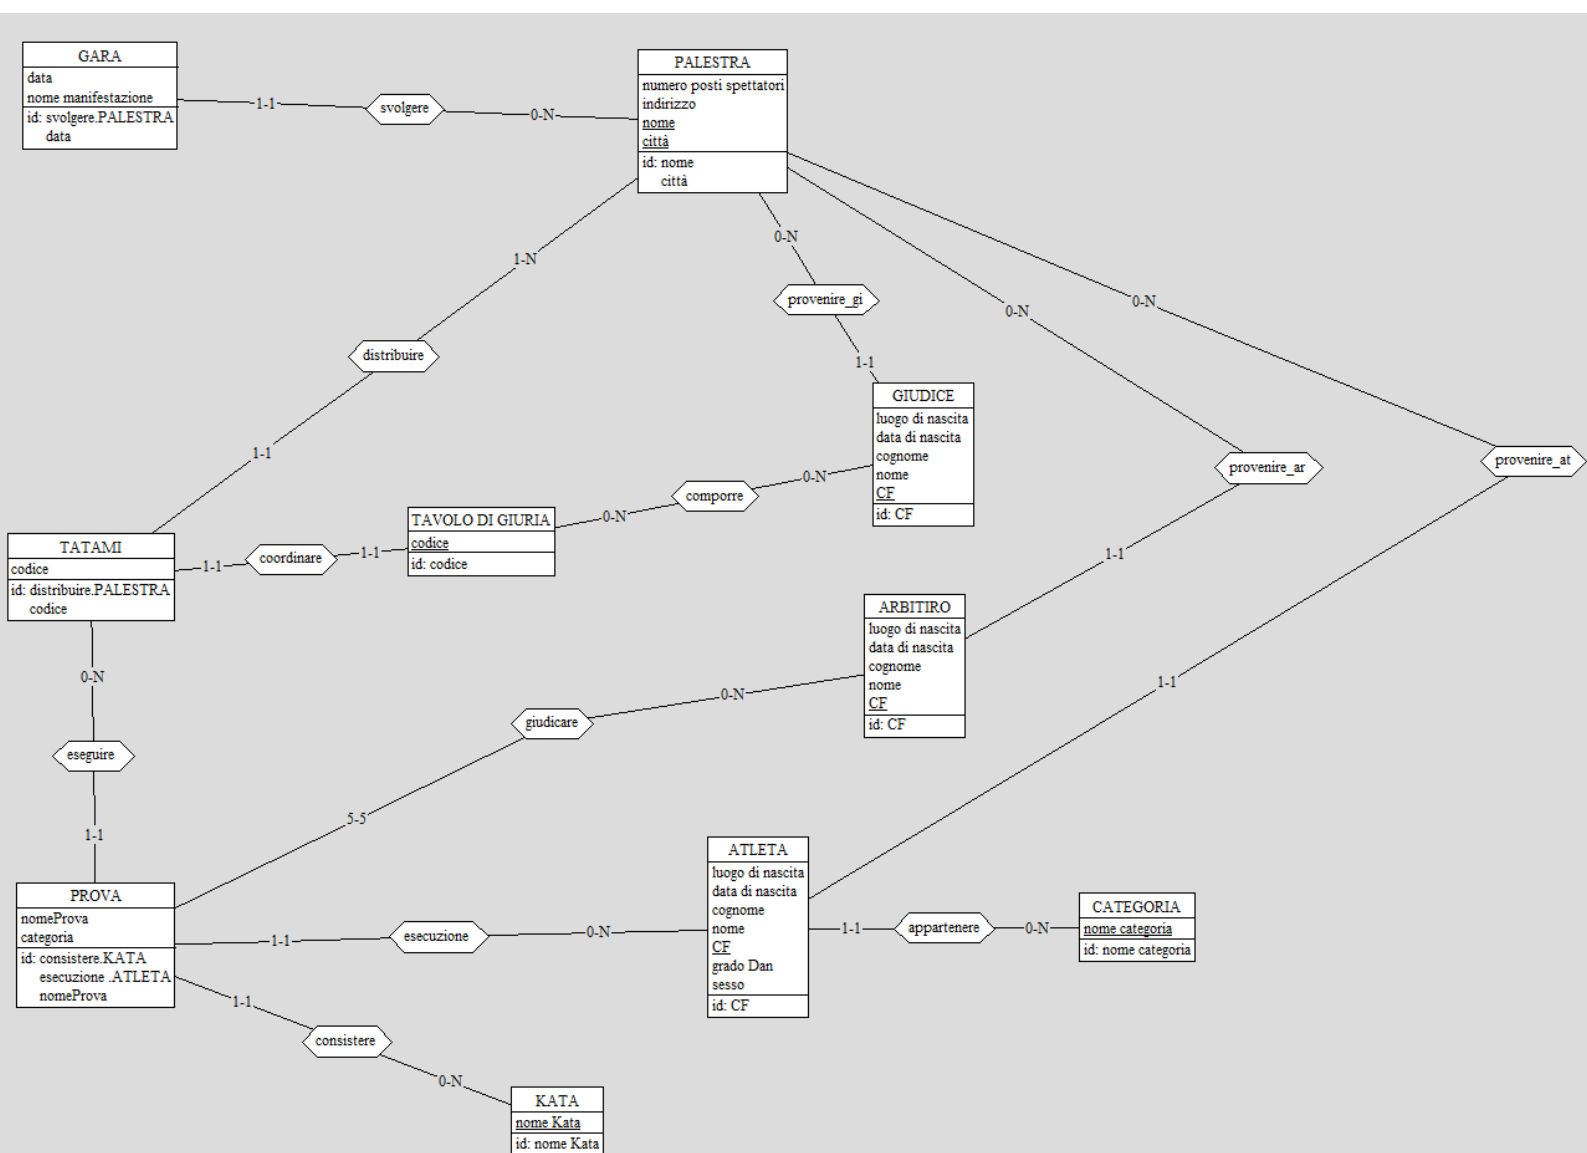 GARA
data
nome manifestazione
id: svolgere.PALESTRA
data
1-1
svolgere
0-N
PALESTRA
numero posti spettatori
indirizzo
nome
città
id: nome
città
1-N
distribuire
1-1
0-N
provenire_gi
1-1
0-N
provenire_ar
1-1
0-N
provenire_at
1-1
GIUDICE
luogo di nascita
data di nascita
cognome
nome
CF
id: CF
0-N
comporre
0-N
TAVOLO DI GIURIA
codice
id: codice
1-1
coordinare
1-1
TATAMI
codice
id: distribuire.PALESTRA
codice
0-N
eseguire
1-1
ARBITIRO
luogo di nascita
data di nascita
cognome
nome
CF
id: CF
0-N
giudicare
5-5
PROVA
nomeProva
categoria
id: consistere.KATA
esecuzione .ATLETA
nomeProva
1-1
esecuzione
0-N
ATLETA
luogo di nascita
data di nascita
cognome
nome
CF
grado Dan
sesso
id: CF
1-1
appartenere
0-N
CATEGORIA
nome categoria
id: nome categoria
1-1
consistere
0-N
KATA
nome Kata
id: nome Kata